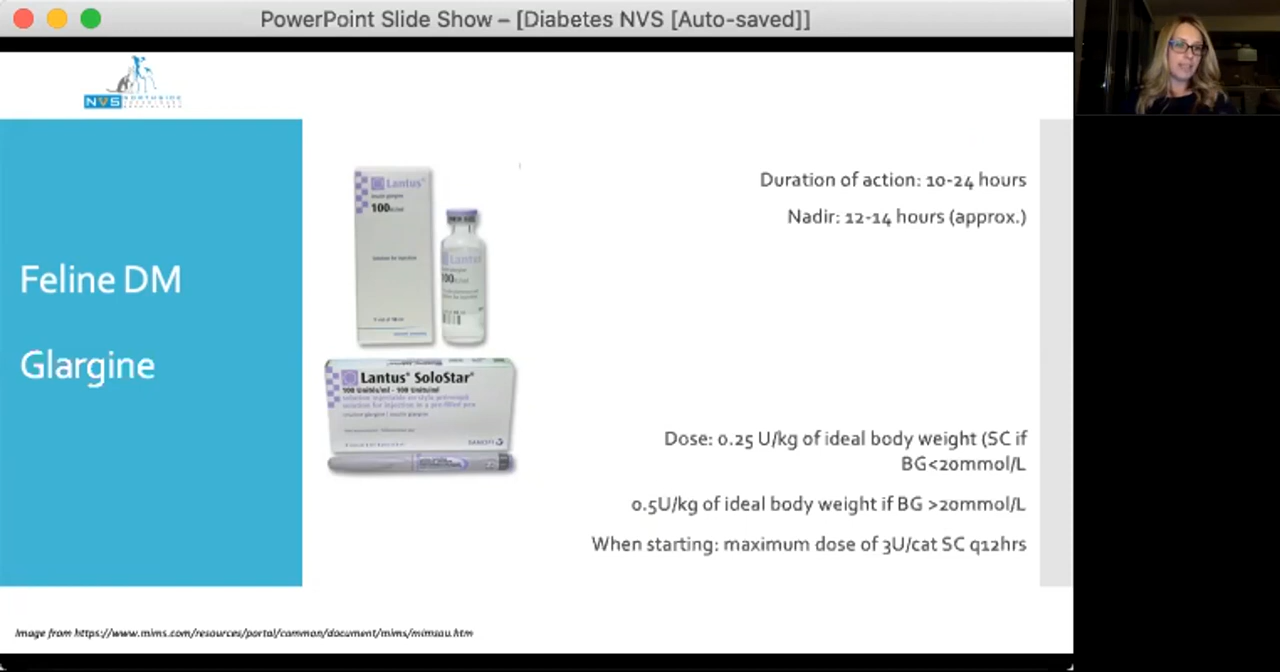 PowerPoint Slide Show – [Diabetes NVS [Auto-saved]]
NVS NORTHSIDE
Feline DM
Glargine
Lantus®
100
Lantus
Lantus® SoloStar®
SANOFI
Duration of action: 10-24 hours
Nadir: 12-14 hours (approx.)
Dose: 0.25 U/kg of ideal body weight (SC if
BG<20mmol/L
0.5U/kg of ideal body weight if BG >20mmol/L
When starting: maximum dose of 3U/cat SC q12hrs
Image from https://www.mims.com/resources/portal/common/document/mims/mimsau.htm